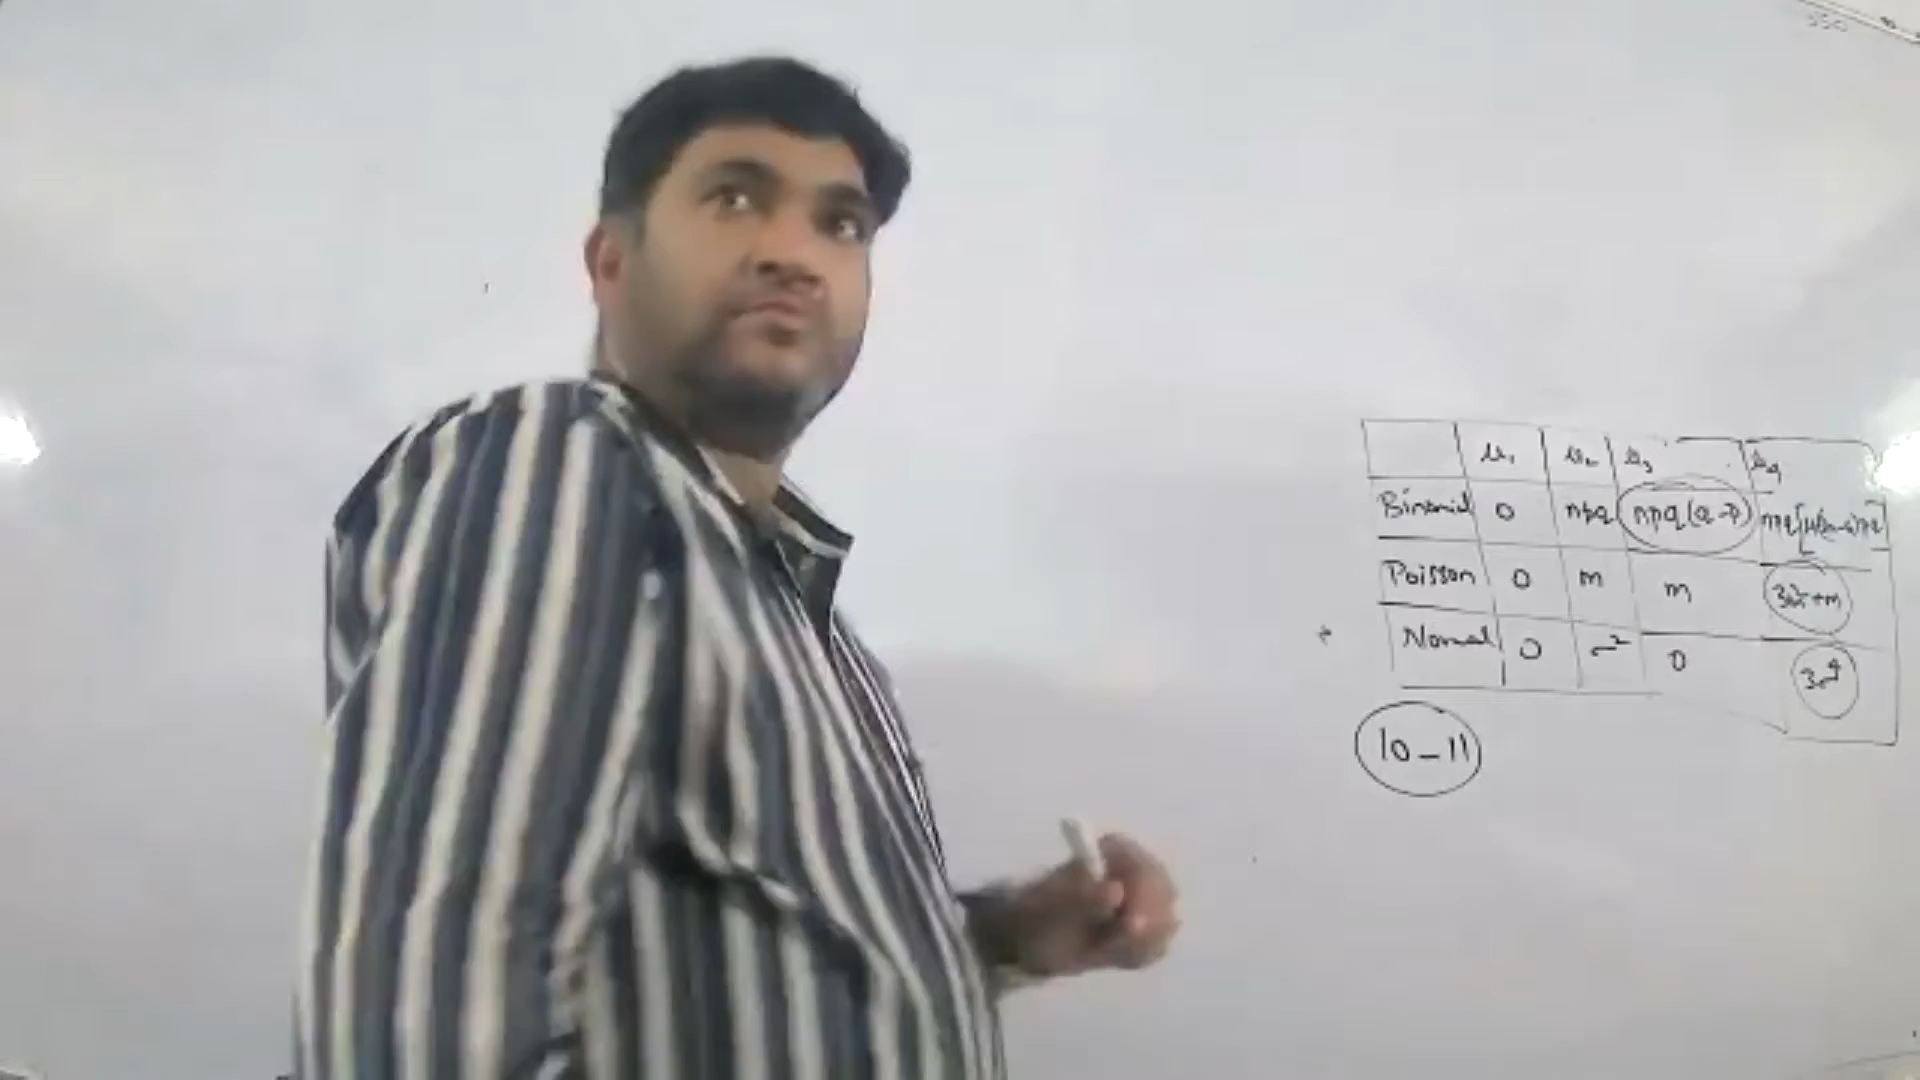 μ₁ μ₂ μ₃ μ₄
Binomial 0 npq npq(q-p)
Poisson 0 m m 3m²+m
Normal 0 σ² 0 3σ⁴
10-11